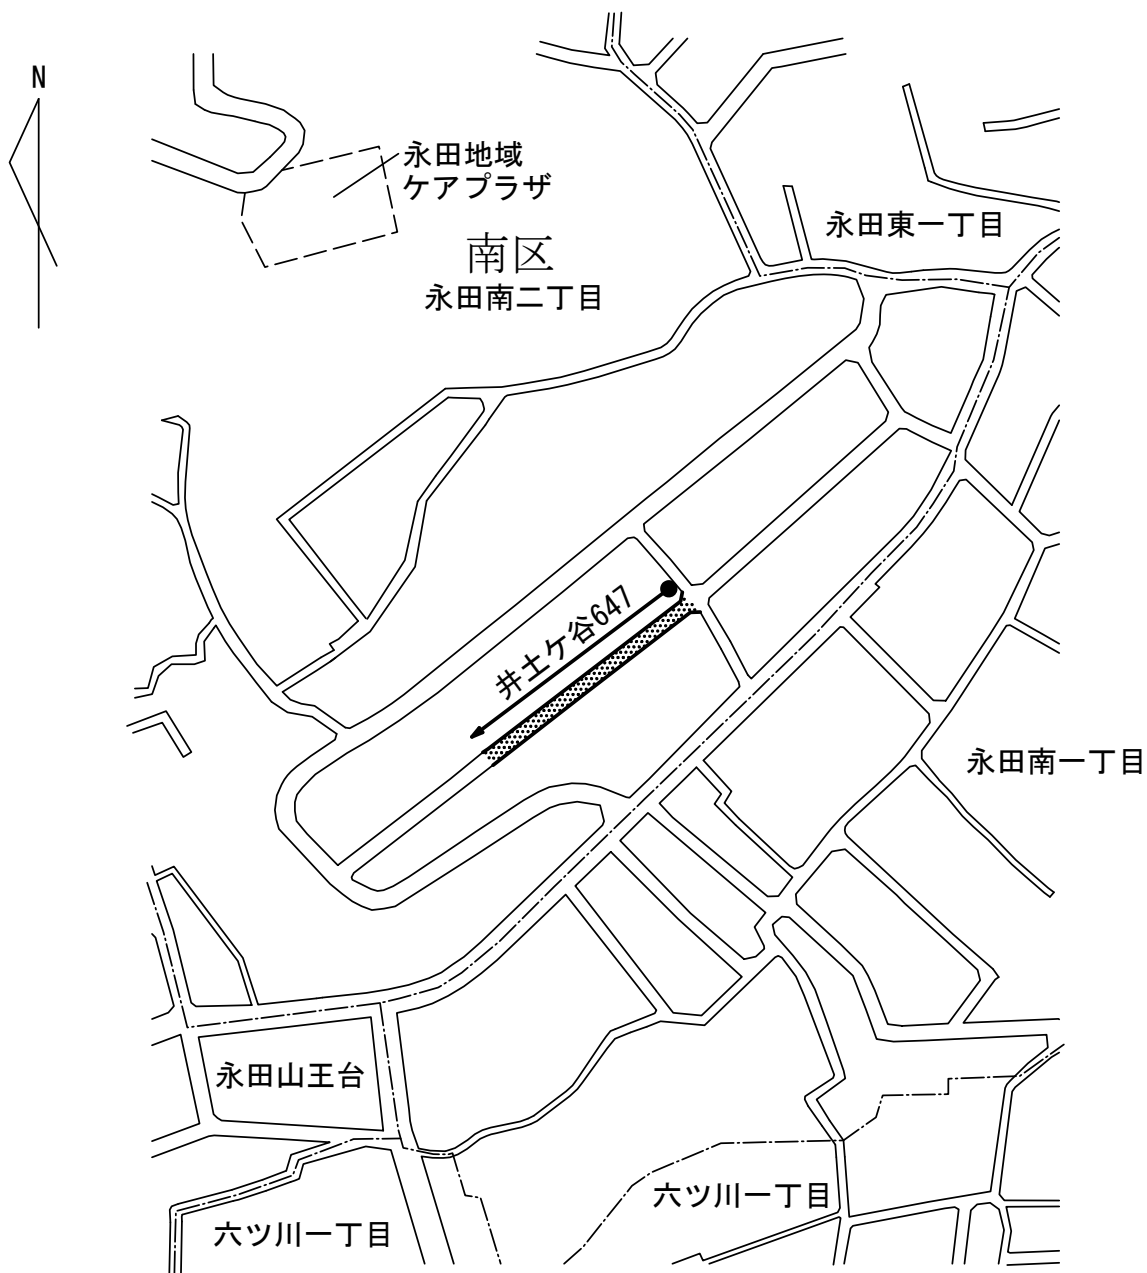 N
永田地域
ケアプラザ
永田東一丁目
南区
永田南二丁目
井土ケ谷647
永田南一丁目
永田山王台
六ツ川一丁目
六ツ川一丁目